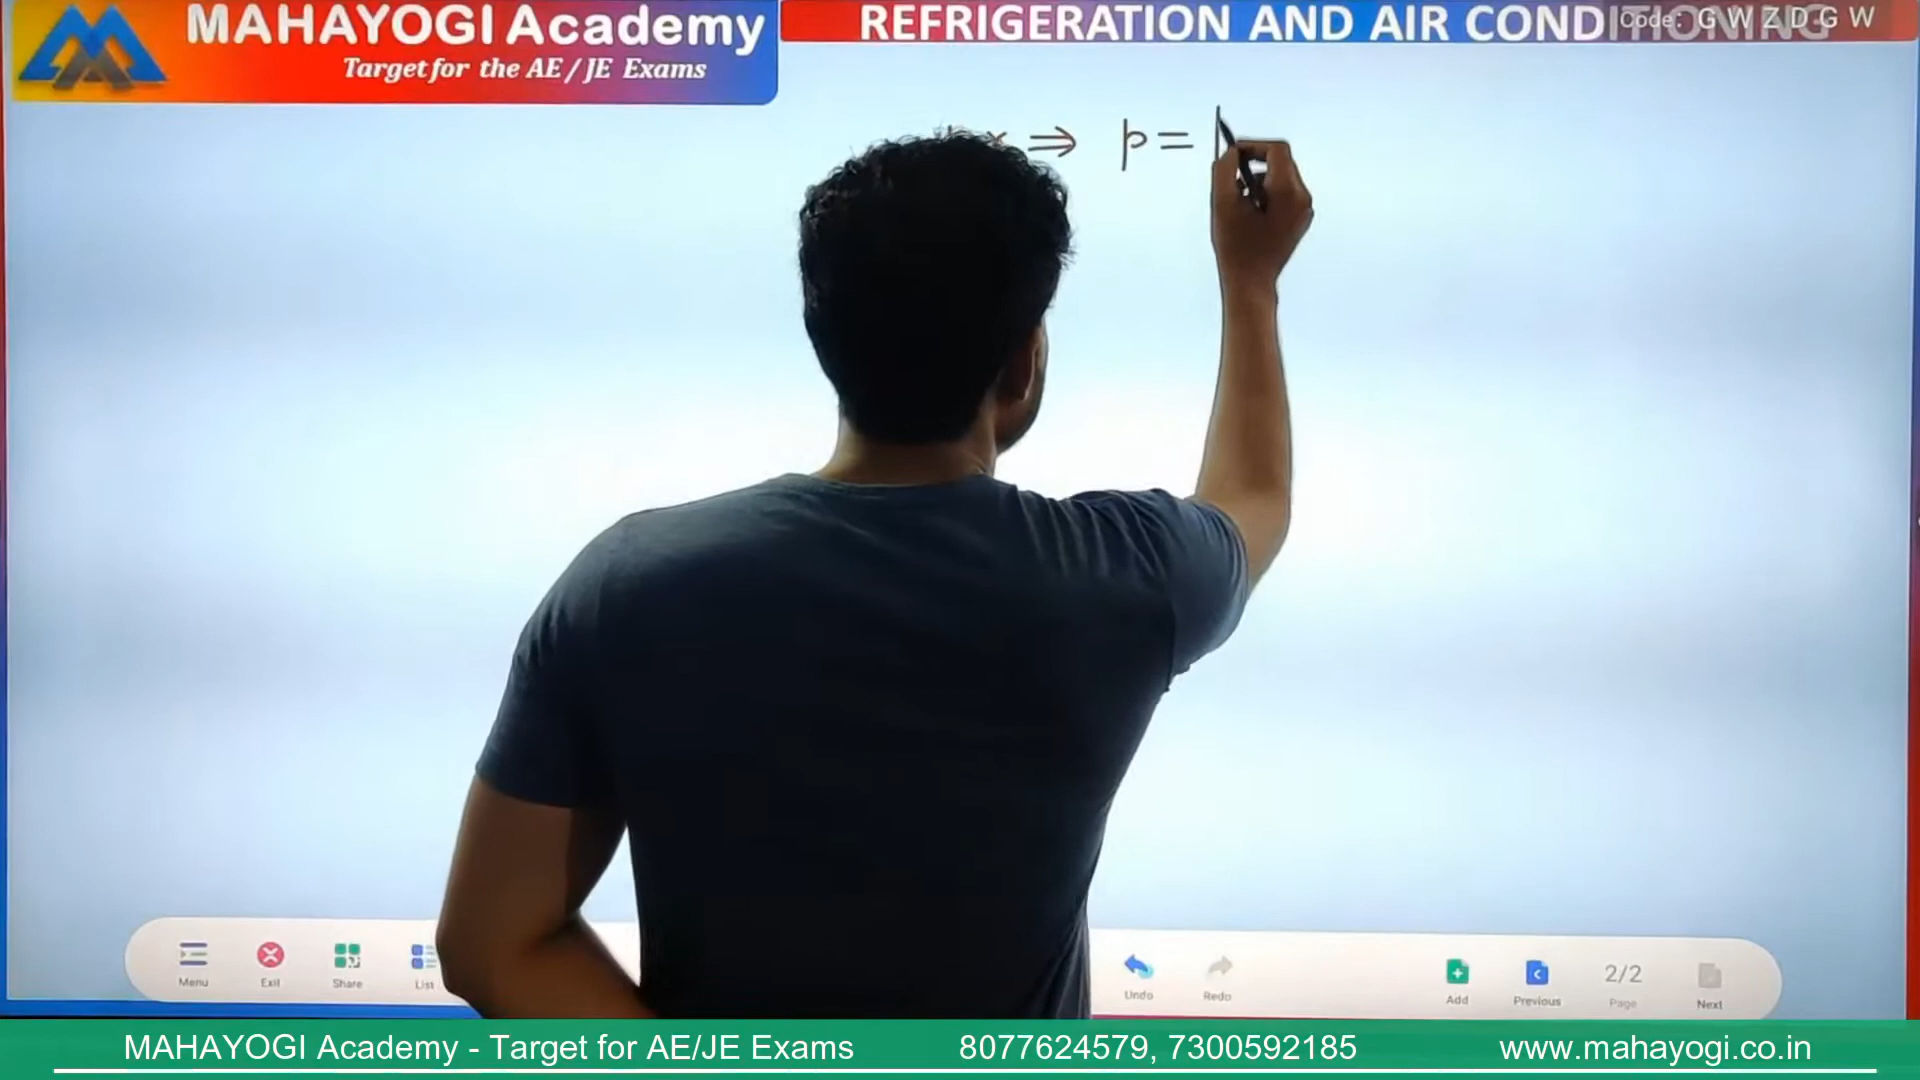 MAHAYOGI Academy
Target for the AE / JE Exams
REFRIGERATION AND AIR CONDITIONING
Code: G W Z D G W
⇒ p =
Menu
Exit
Share
List
Undo
Redo
Add
Previous
2/2
Page
Next
MAHAYOGI Academy - Target for AE/JE Exams 8077624579, 7300592185 www.mahayogi.co.in